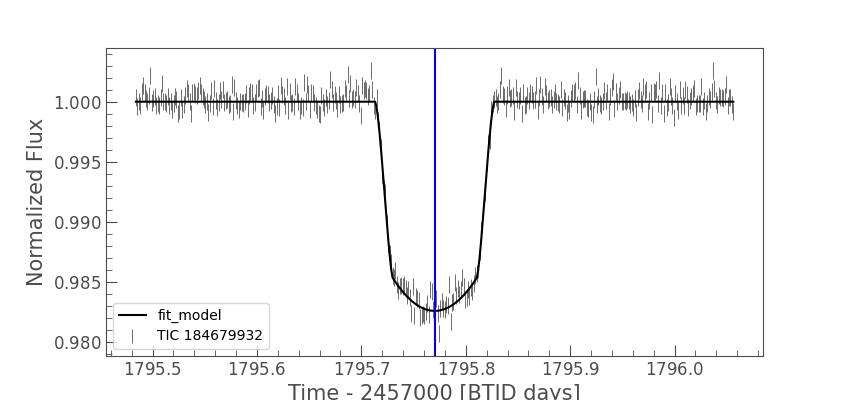 1.000
0.995
0.990
0.985
0.980
Normalized Flux
fit_model
TIC 184679932
1795.5 1795.6 1795.7 1795.8 1795.9 1796.0
Time - 2457000 [BTJD days]